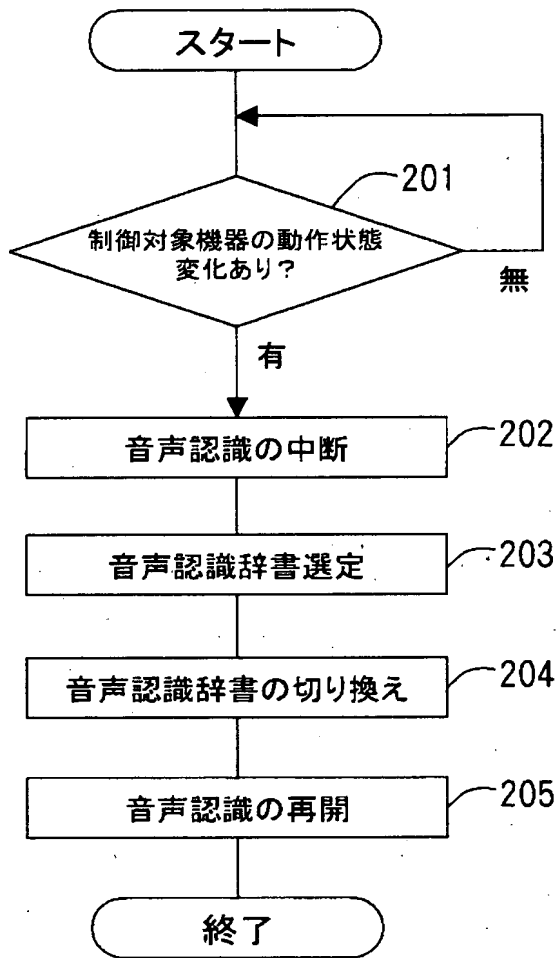 スタート
201
制御対象機器の動作状態
変化あり?
無
有
音声認識の中断
202
音声認識辞書選定
203
音声認識辞書の切り換え
204
音声認識の再開
205
終了